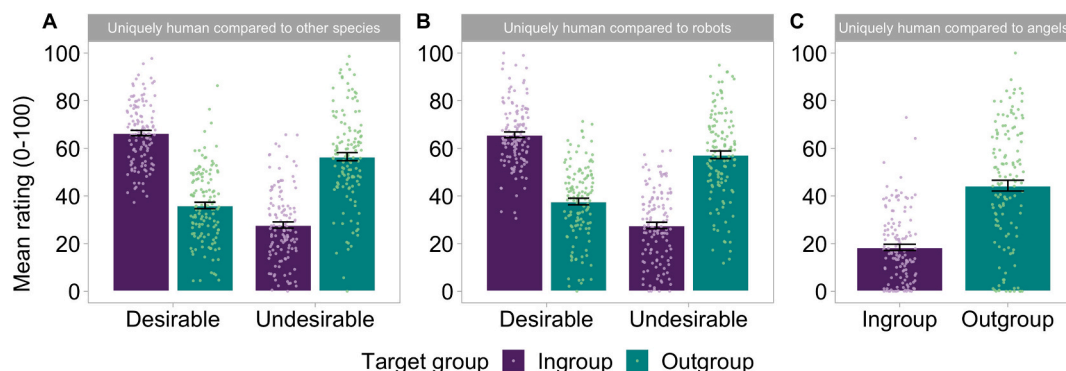 A
Uniquely human compared to other species
B
Uniquely human compared to robots
C
Uniquely human compared to angels
Mean rating (0-100)
100
80
60
40
20
0
Desirable
Undesirable
100
80
60
40
20
0
Desirable
Undesirable
100
80
60
40
20
0
Ingroup
Outgroup
Target group
Ingroup
Outgroup